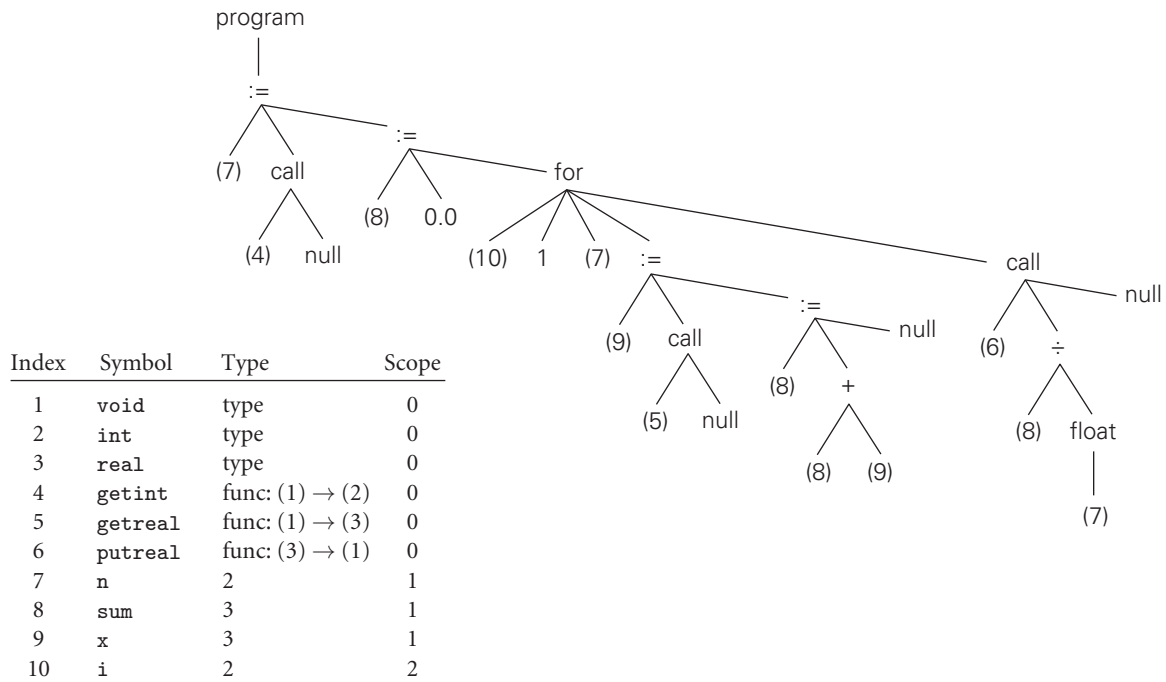 program
:=
:=
(7) call
for
(8) 0.0
(4) null
(10) 1 (7) :=
call
:=
null
(9) call
null
(6) ÷
(8) +
(5) null
(8) float
(8) (9)
(7)
Index Symbol Type Scope
1 void type 0
2 int type 0
3 real type 0
4 getint func: (1) → (2) 0
5 getreal func: (1) → (3) 0
6 putreal func: (3) → (1) 0
7 n 2 1
8 sum 3 1
9 x 3 1
10 i 2 2